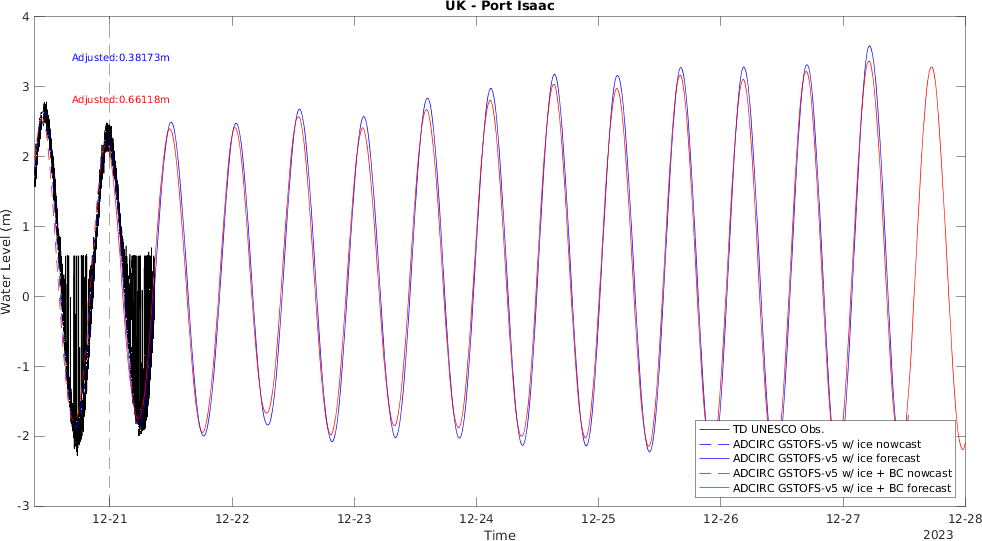 UK - Port Isaac
Adjusted:0.38173m
Adjusted:0.66118m
Water Level (m)
4
3
2
1
0
-1
-2
-3
TD UNESCO Obs.
ADCIRC GSTOFS-v5 w/ ice nowcast
ADCIRC GSTOFS-v5 w/ ice forecast
ADCIRC GSTOFS-v5 w/ ice + BC nowcast
ADCIRC GSTOFS-v5 w/ ice + BC forecast
12-21 12-22 12-23 12-24 12-25 12-26 12-27 12-28
Time
2023